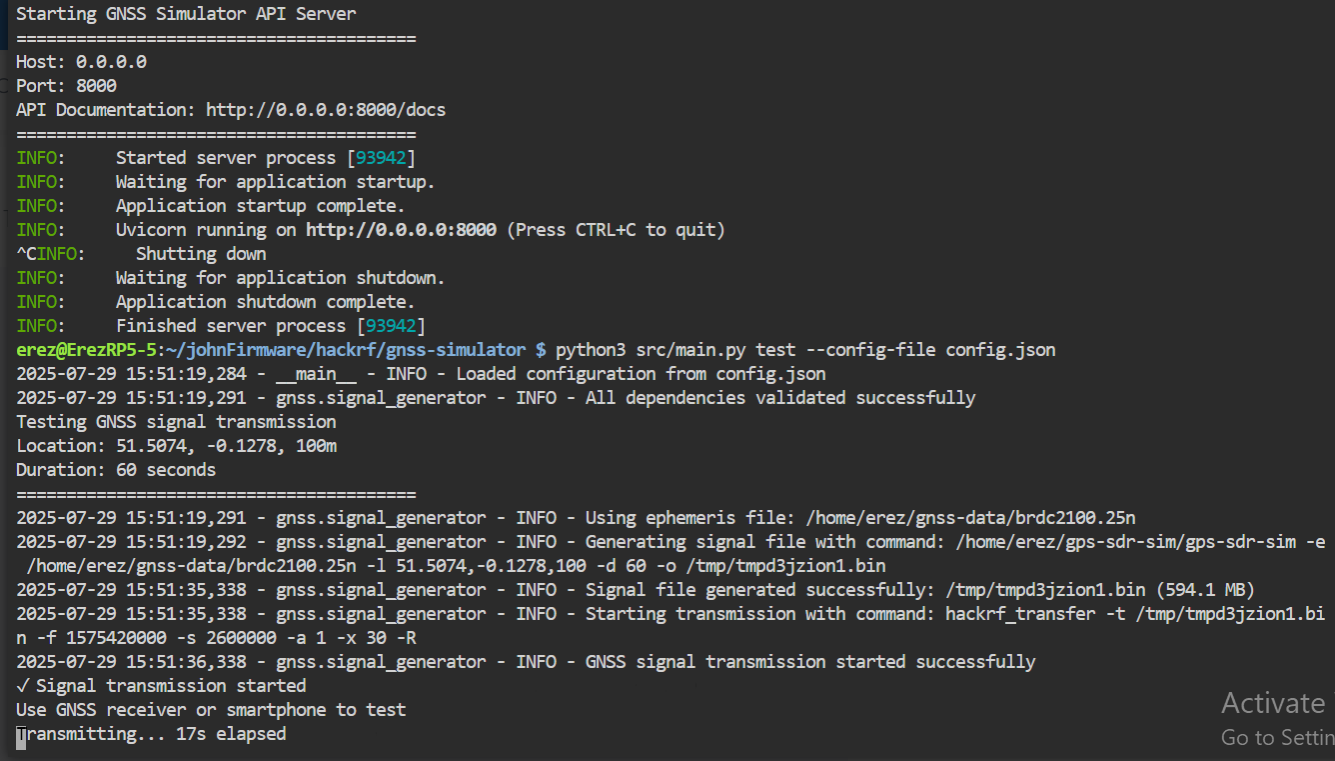 Starting GNSS Simulator API Server
========================================
Host: 0.0.0.0
Port: 8000
API Documentation: http://0.0.0.0:8000/docs
========================================
INFO:     Started server process [93942]
INFO:     Waiting for application startup.
INFO:     Application startup complete.
INFO:     Uvicorn running on http://0.0.0.0:8000 (Press CTRL+C to quit)
^CINFO:     Shutting down
INFO:     Waiting for application shutdown.
INFO:     Application shutdown complete.
INFO:     Finished server process [93942]
erez@ErezRP5-5:~/johnFirmware/hackrf/gnss-simulator $ python3 src/main.py test --config-file config.json
2025-07-29 15:51:19,284 - __main__ - INFO - Loaded configuration from config.json
2025-07-29 15:51:19,291 - gnss.signal_generator - INFO - All dependencies validated successfully
Testing GNSS signal transmission
Location: 51.5074, -0.1278, 100m
Duration: 60 seconds
========================================
2025-07-29 15:51:19,291 - gnss.signal_generator - INFO - Using ephemeris file: /home/erez/gnss-data/brdc2100.25n
2025-07-29 15:51:19,292 - gnss.signal_generator - INFO - Generating signal file with command: /home/erez/gps-sdr-sim/gps-sdr-sim -e
/home/erez/gnss-data/brdc2100.25n -l 51.5074,-0.1278,100 -d 60 -o /tmp/tmpd3jzion1.bin
2025-07-29 15:51:35,338 - gnss.signal_generator - INFO - Signal file generated successfully: /tmp/tmpd3jzion1.bin (594.1 MB)
2025-07-29 15:51:35,338 - gnss.signal_generator - INFO - Starting transmission with command: hackrf_transfer -t /tmp/tmpd3jzion1.bi
n -f 1575420000 -s 2600000 -a 1 -x 30 -R
2025-07-29 15:51:36,338 - gnss.signal_generator - INFO - GNSS signal transmission started successfully
✓ Signal transmission started
Use GNSS receiver or smartphone to test
Transmitting... 17s elapsed
Activate
Go to Settin